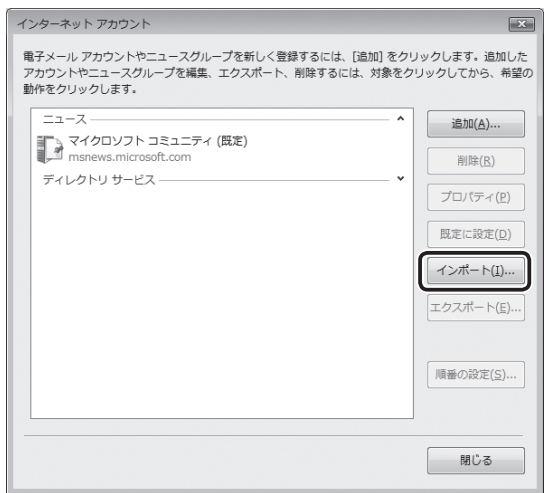 インターネット アカウント
電子メール アカウントやニュースグループを新しく登録するには、[追加] をクリックします。追加した
アカウントやニュースグループを編集、エクスポート、削除するには、対象をクリックしてから、希望の
動作をクリックします。
ニュース
マイクロソフト コミュニティ (既定)
msnews.microsoft.com
ディレクトリ サービス
追加(A)...
削除(R)
プロパティ(P)
既定に設定(D)
インポート(I)...
エクスポート(E)...
順番の設定(S)...
閉じる